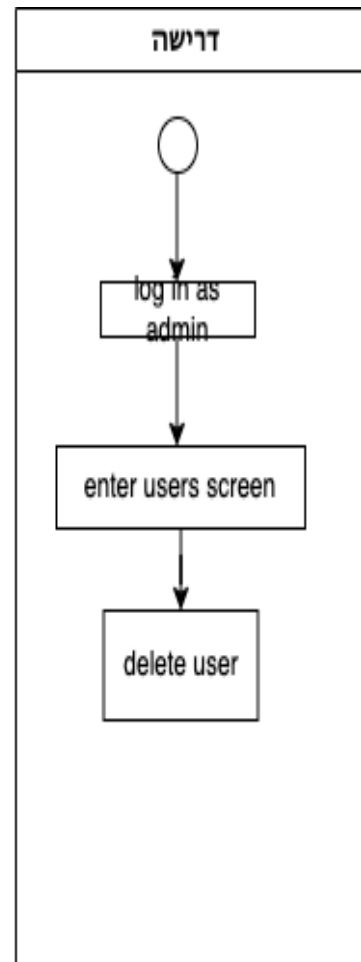 דרישה
log in as
admin
enter users screen
delete user